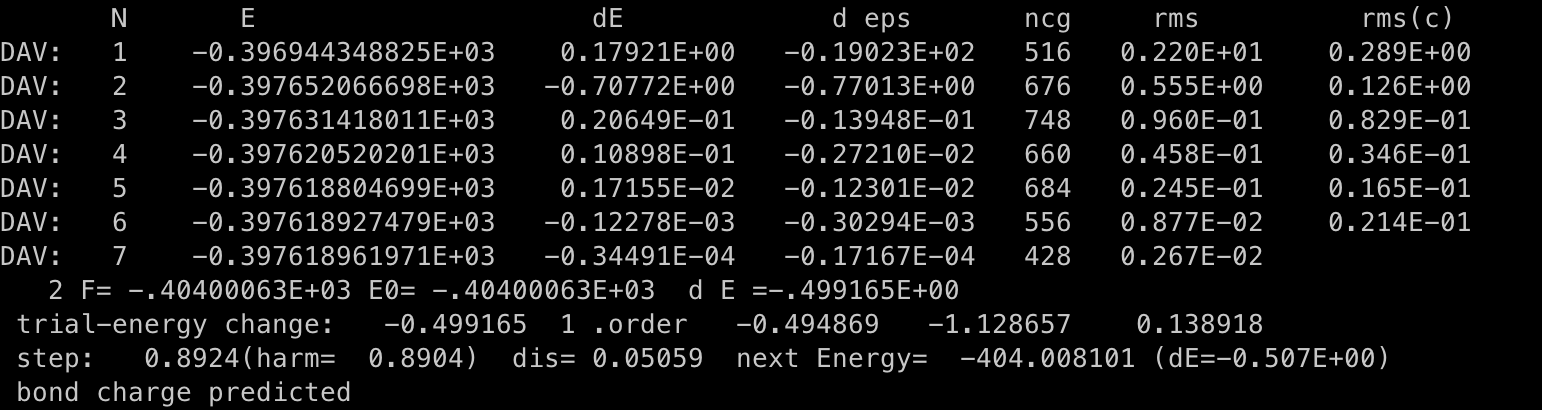 N E dE d eps ncg rms rms(c)
DAV: 1 -0.396944348825E+03 0.17921E+00 -0.19023E+02 516 0.220E+01 0.289E+00
DAV: 2 -0.397652066698E+03 -0.70772E+00 -0.77013E+00 676 0.555E+00 0.126E+00
DAV: 3 -0.397631418011E+03 0.20649E-01 -0.13948E-01 748 0.960E-01 0.829E-01
DAV: 4 -0.397620520201E+03 0.10898E-01 -0.27210E-02 660 0.458E-01 0.346E-01
DAV: 5 -0.397618804699E+03 0.17155E-02 -0.12301E-02 684 0.245E-01 0.165E-01
DAV: 6 -0.397618927479E+03 -0.12278E-03 -0.30294E-03 556 0.877E-02 0.214E-01
DAV: 7 -0.397618961971E+03 -0.34491E-04 -0.17167E-04 428 0.267E-02
2 F= -.40400063E+03 E0= -.40400063E+03 d E =-.499165E+00
trial-energy change: -0.499165 1 .order -0.494869 -1.128657 0.138918
step: 0.8924(harm= 0.8904) dis= 0.05059 next Energy= -404.008101 (dE=-0.507E+00)
bond charge predicted